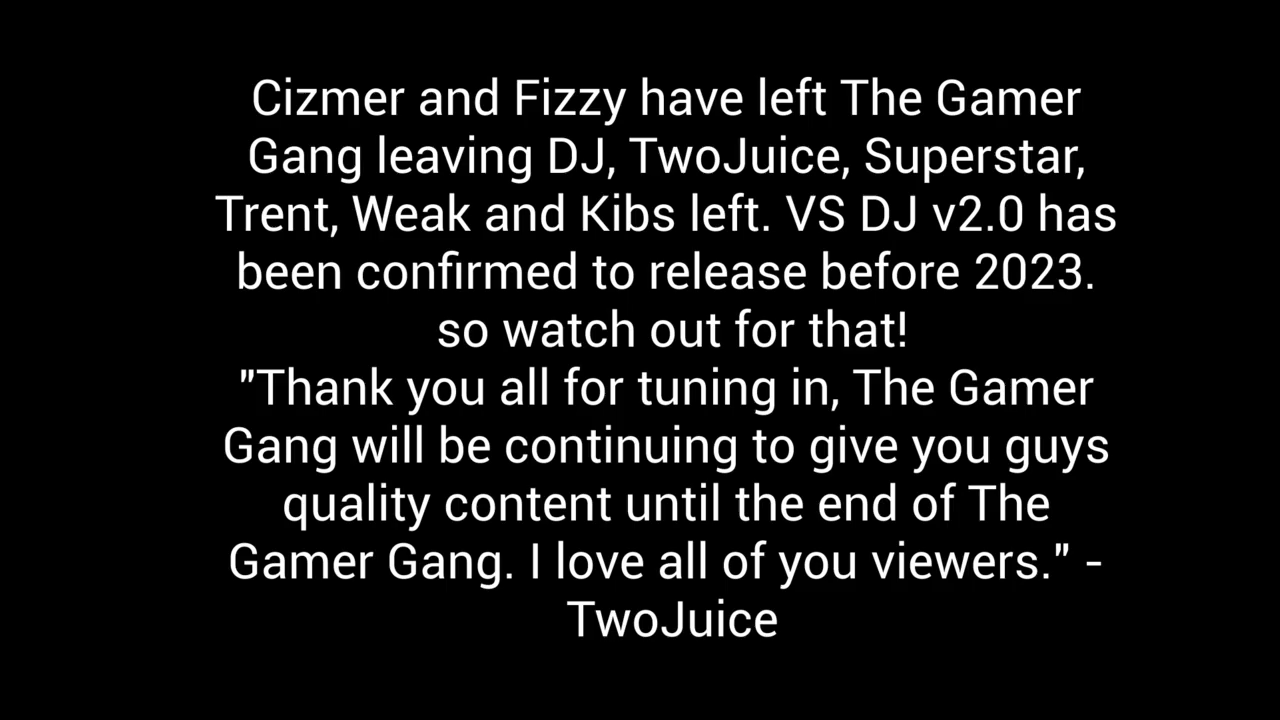 Cizmer and Fizzy have left The Gamer
Gang leaving DJ, TwoJuice, Superstar,
Trent, Weak and Kibs left. VS DJ v2.0 has
been confirmed to release before 2023.
so watch out for that!
"Thank you all for tuning in, The Gamer
Gang will be continuing to give you guys
quality content until the end of The
Gamer Gang. I love all of you viewers." -
TwoJuice